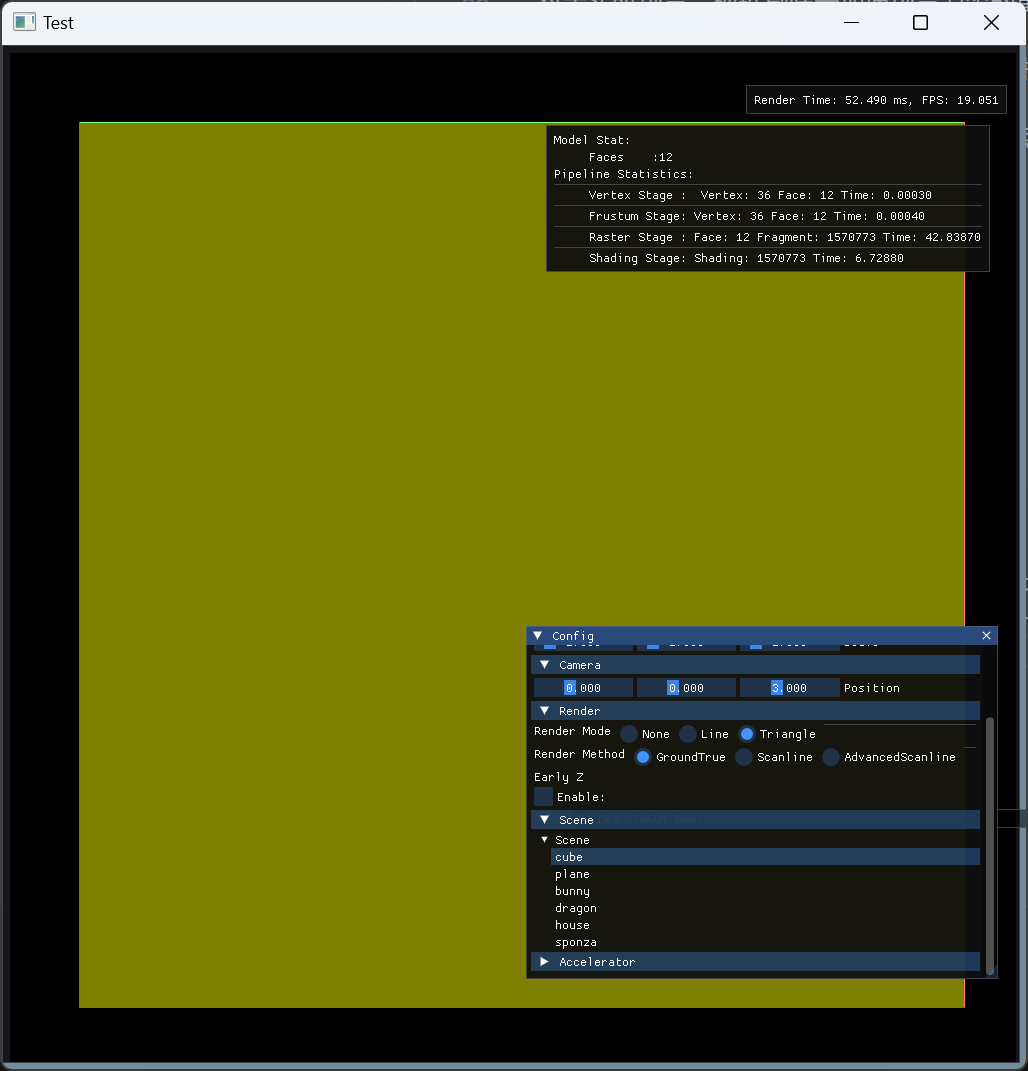 Test
Render Time: 52.490 ms, FPS: 19.051
Model Stat:
Faces :12
Pipeline Statistics:
Vertex Stage : Vertex: 36 Face: 12 Time: 0.00030
Frustum Stage: Vertex: 36 Face: 12 Time: 0.00040
Raster Stage : Face: 12 Fragment: 1570773 Time: 42.83870
Shading Stage: Shading: 1570773 Time: 6.72880
Config
Camera
0.000 0.000 3.000 Position
Render
Render Mode None Line Triangle
Render Method GroundTrue Scanline AdvancedScanline
Early Z
Enable:
Scene
Scene
cube
plane
bunny
dragon
house
sponza
Accelerator